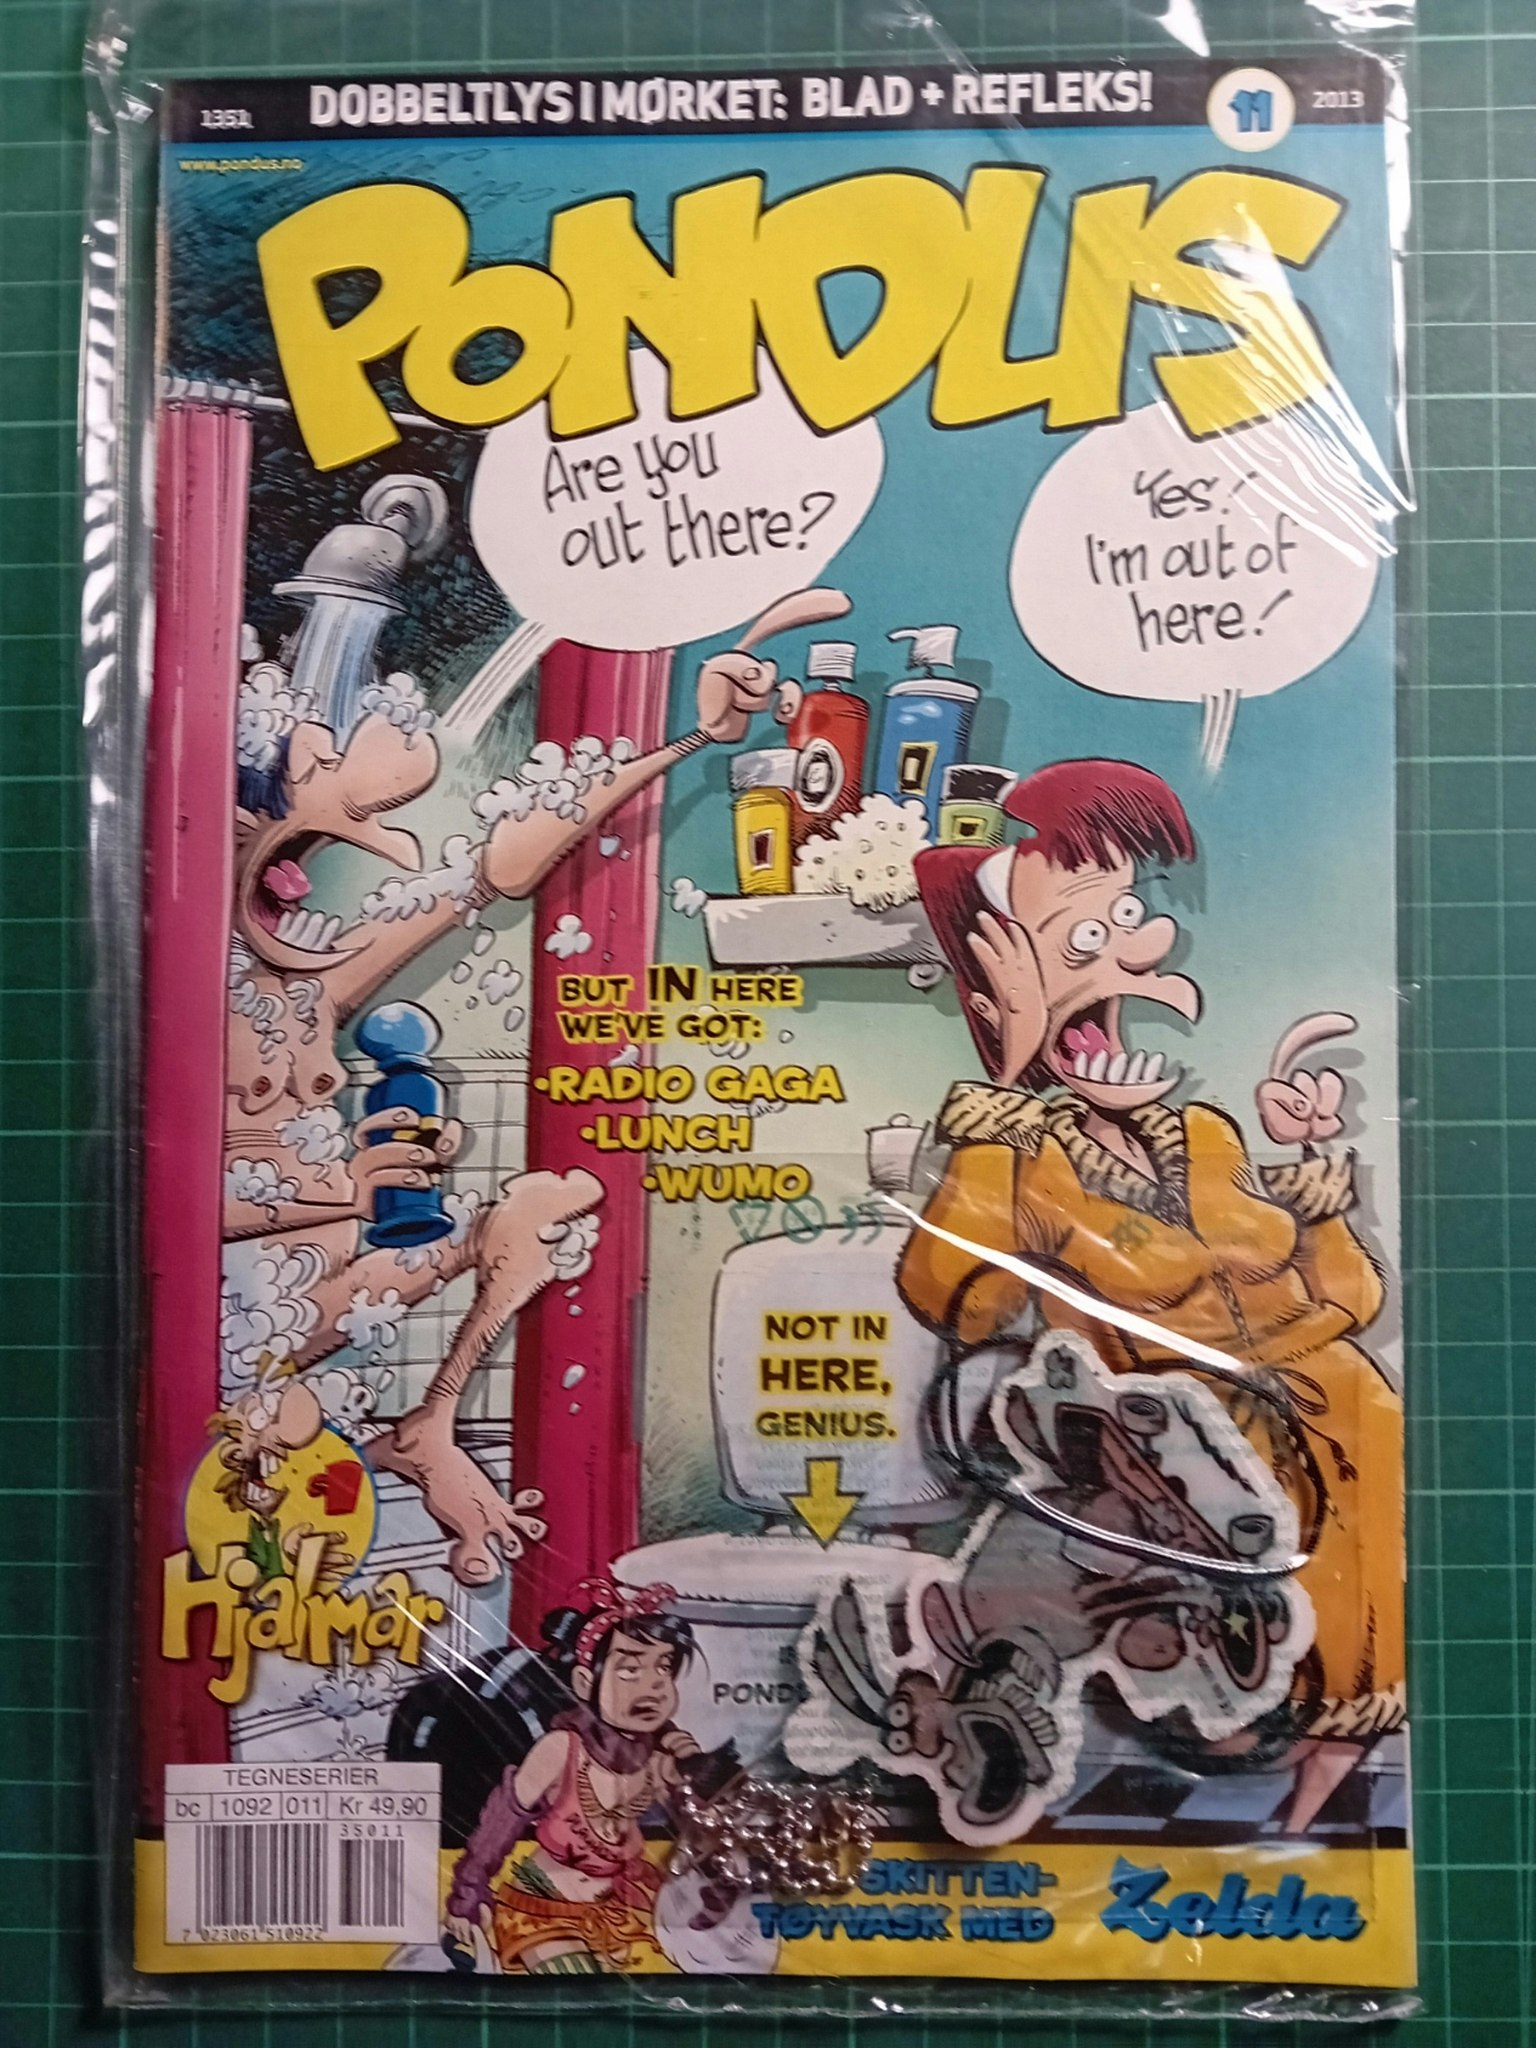 1351
DOBBELTLYS I MØRKET: BLAD + REFLEKS!
11
2013
www.pondus.no
PONDUS
Are you
out there?
Yes!
I'm out of
here!
BUT IN HERE
WE'VE GOT:
•RADIO GAGA
•LUNCH
•WUMO
NOT IN
HERE,
GENIUS.
Hjalmar
TEGNESERIER
bc 1092 011 Kr 49,90
35011
7 023061 510922
SKITTEN-
TØYVASK MED
Zelda